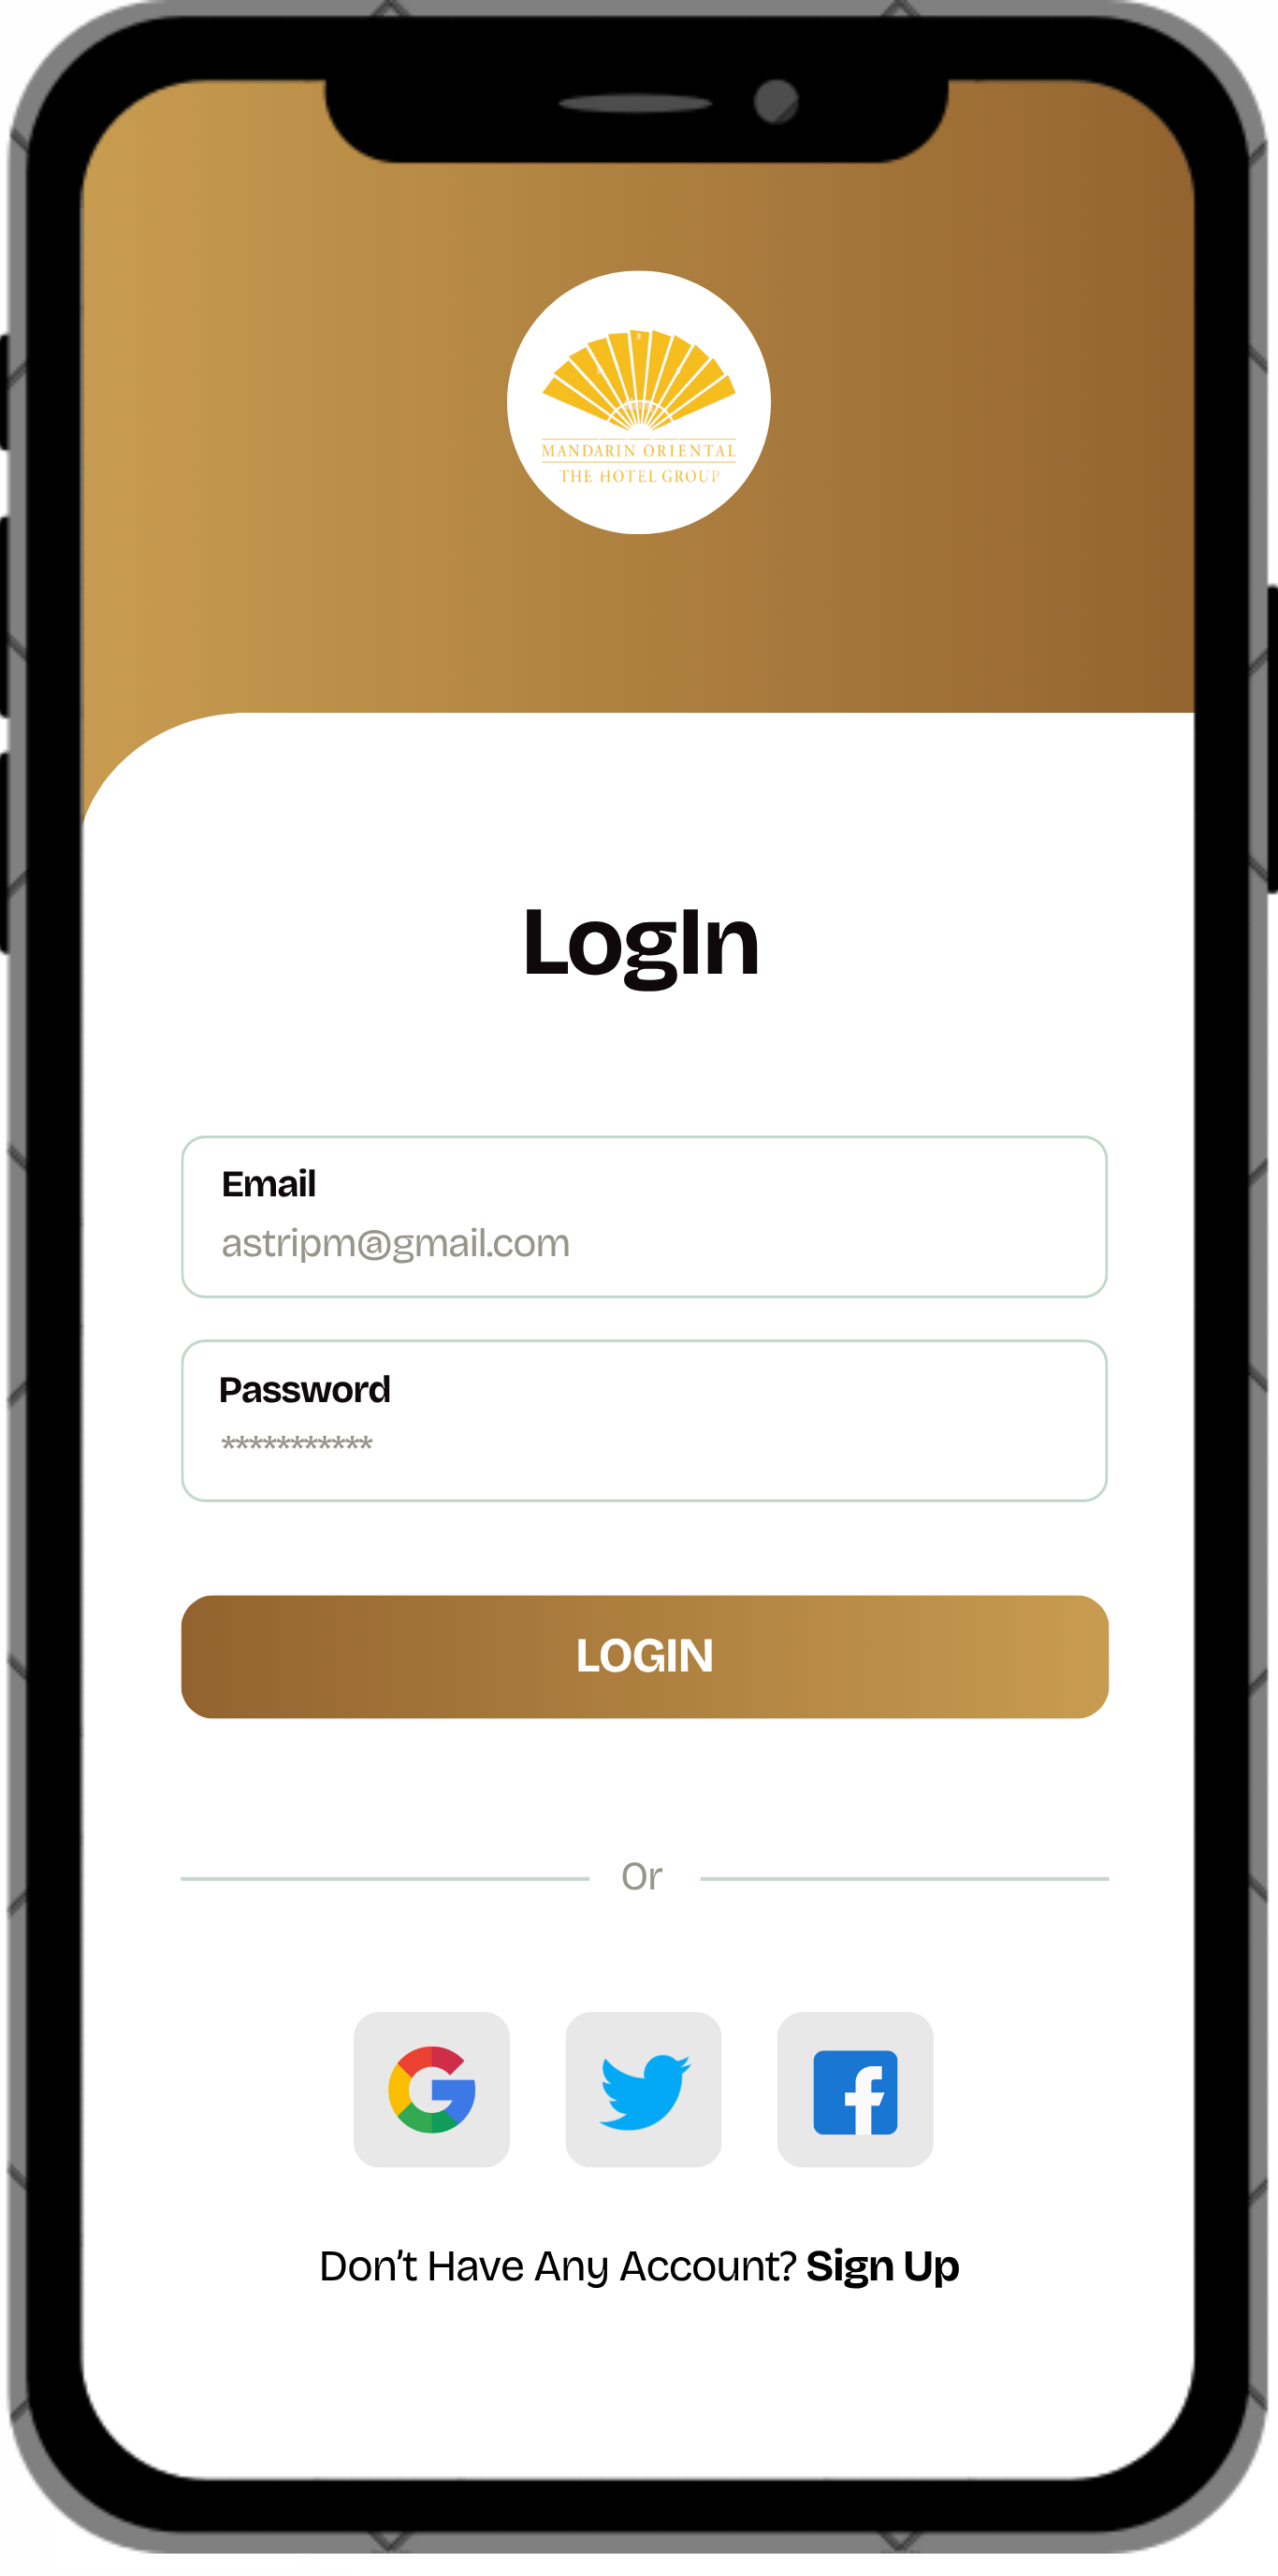 MANDARIN ORIENTAL
THE HOTEL GROUP
LogIn
Email
astripm@gmail.com
Password
***********
LOGIN
Or
Don't Have Any Account? Sign Up